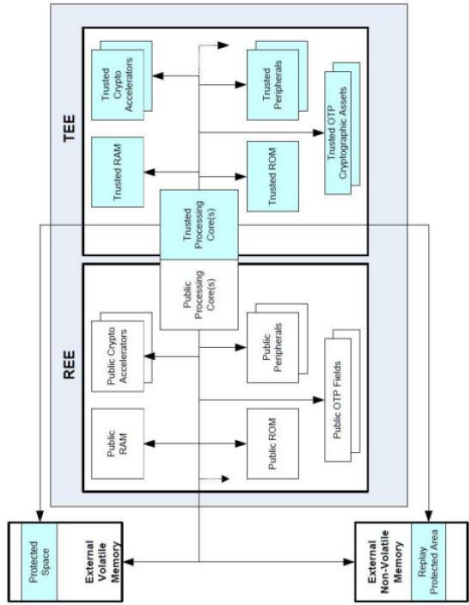 REE
TEE
Public
RAM
Public Crypto
Accelerators
Trusted RAM
Trusted
Crypto
Accelerators
Public
Processing
Core(s)
Trusted
Processing
Core(s)
Public ROM
Public
Peripherals
Trusted ROM
Trusted
Peripherals
Public OTP Fields
Trusted OTP
Cryptographic Assets
Protected
Space
External
Volatile
Memory
External
Non-Volatile
Memory
Replay
Protected Area